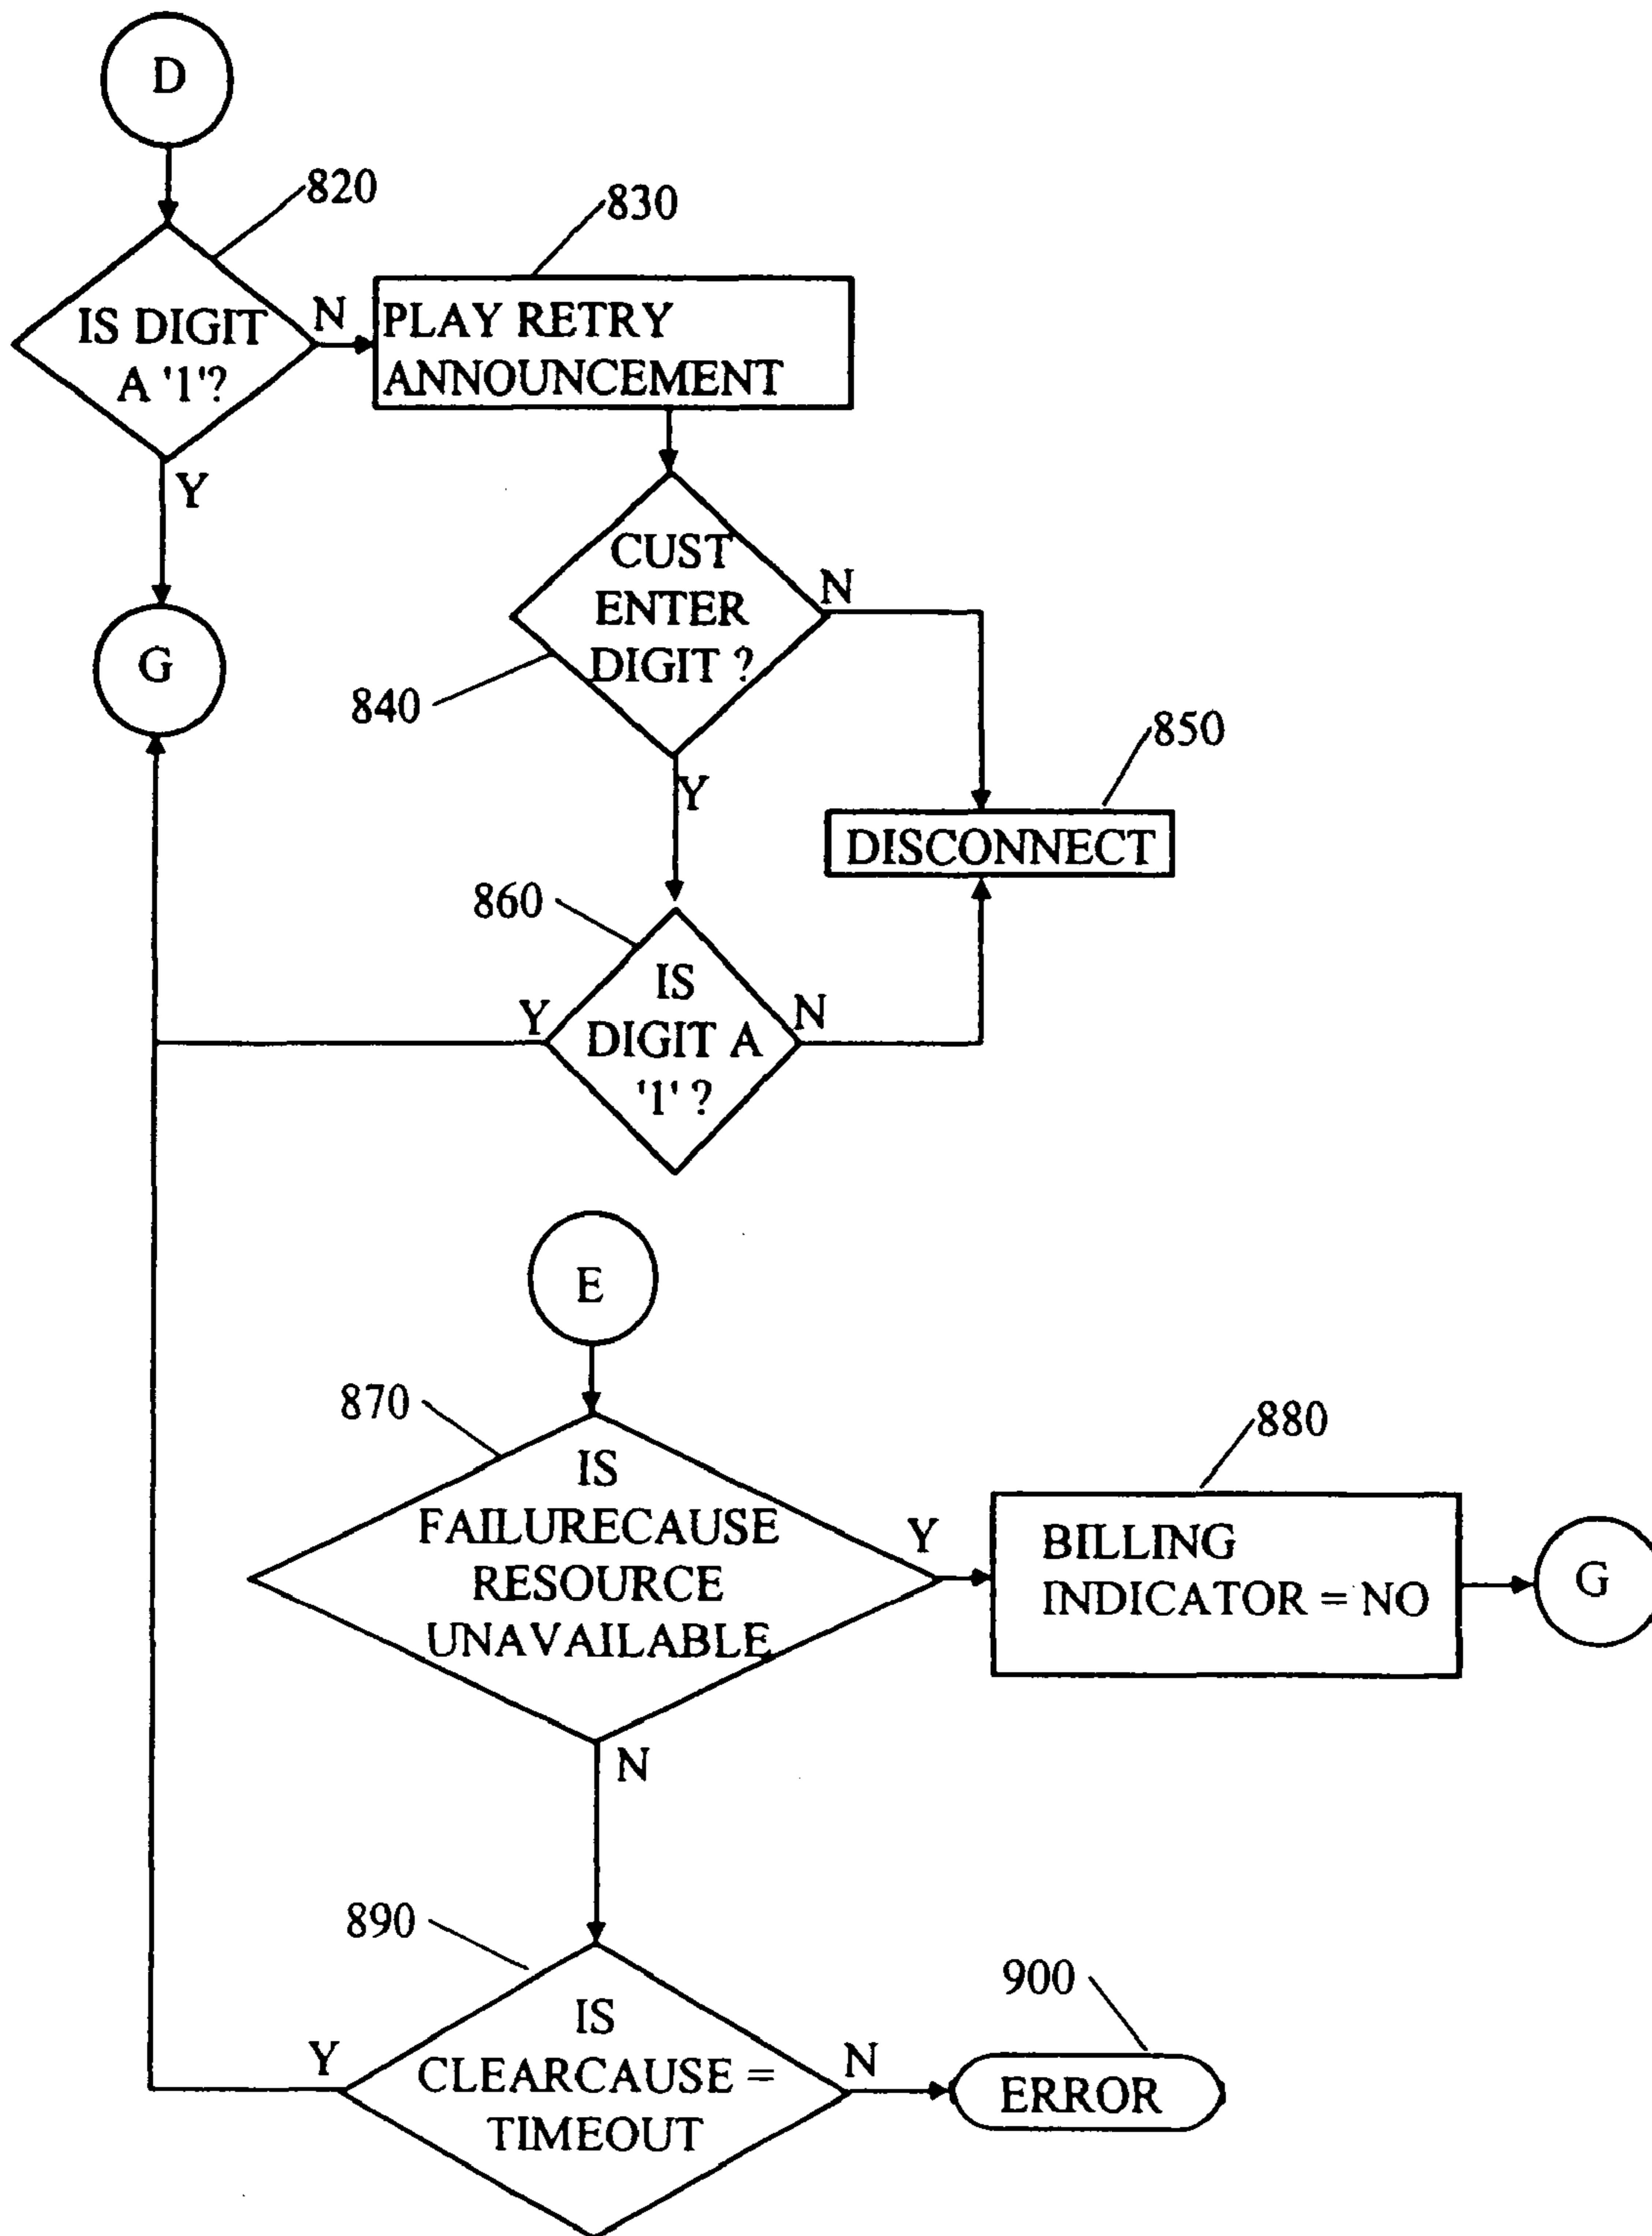 D
820
830
IS DIGIT
A '1'?
N
PLAY RETRY
ANNOUNCEMENT
Y
G
CUST
ENTER
DIGIT ?
N
840
850
Y
DISCONNECT
860
IS
DIGIT A
'1' ?
Y
N
E
870
880
IS
FAILURECAUSE
RESOURCE
UNAVAILABLE
Y
BILLING
INDICATOR = NO
G
N
890
900
IS
CLEARCAUSE =
TIMEOUT
Y
N
ERROR